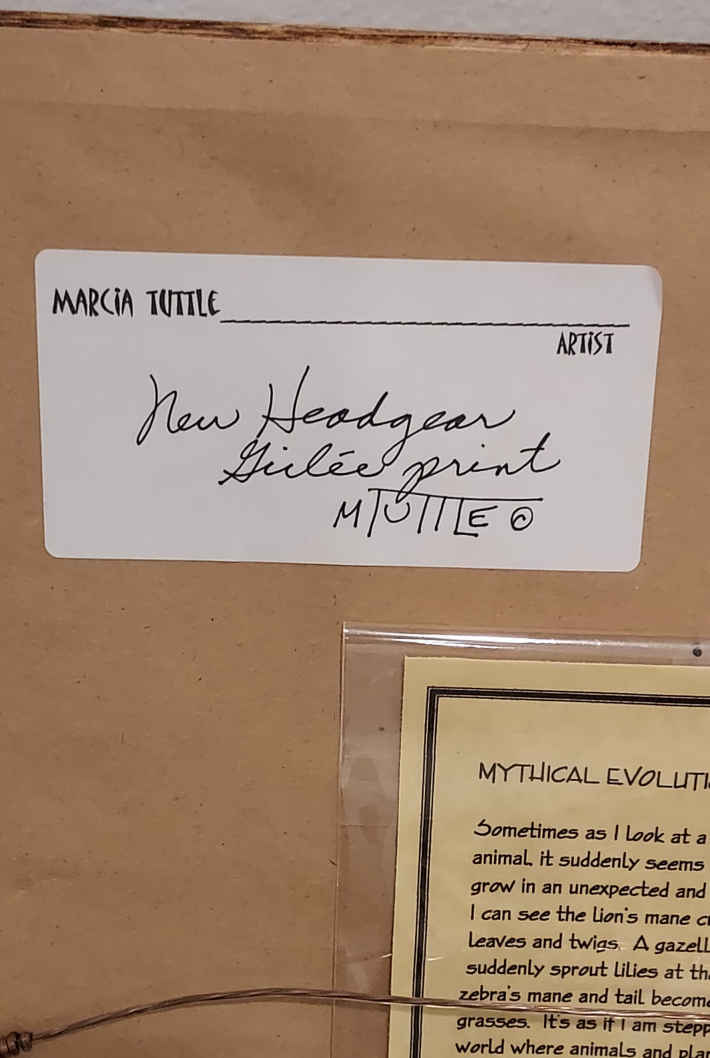 MARCIA TUTTLE
ARTIST
New Headgear
Giclée print
MTUTTLE ©
MYTHICAL EVOLUTI
Sometimes as I look at a
animal, it suddenly seems
grow in an unexpected and
I can see the lion's mane
leaves and twigs. A gazell
suddenly sprout lilies at th
zebra's mane and tail become
grasses. It's as if I am stepp
world where animals and pla